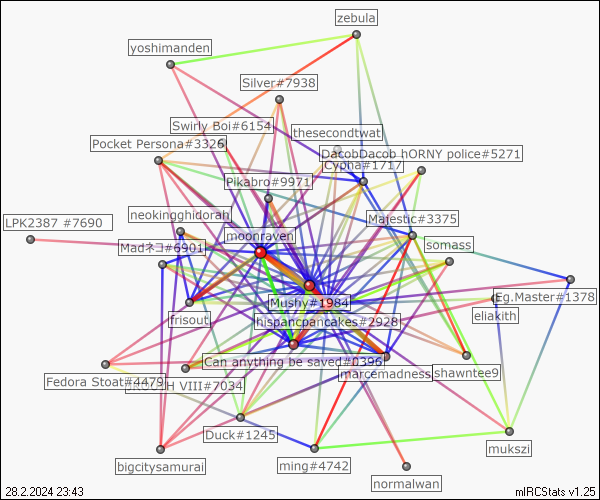 zebula
yoshimanden
Silver#7938
Swirly Boi#6154
thesecondtwat
Pocket Persona#3326
DacobDacob hORNY police#5271
Cypha#1717
Pikabro#9971
neokingghidorah
Majestic#3375
LPK2387 #7690
moonraven
somass
Madネコ#6901
Mushy#1984
Eg.Master#1378
frisout
hispancpancakes#2928
eliakith
Can anything be saved#0396
marcemadness
shawntee9
Fedora Stoat#4479
VIII#7034
Duck#1245
mukszi
bigcitysamurai
ming#4742
normalwan
28.2.2024 23:43
mIRCStats v1.25